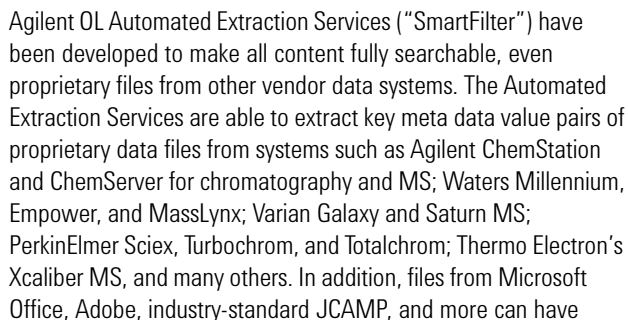 Agilent OL Automated Extraction Services (“SmartFilter”) have
been developed to make all content fully searchable, even
proprietary files from other vendor data systems. The Automated
Extraction Services are able to extract key meta data value pairs of
proprietary data files from systems such as Agilent ChemStation
and ChemServer for chromatography and MS; Waters Millennium,
Empower, and MassLynx; Varian Galaxy and Saturn MS;
PerkinElmer Sciex, Turbochrom, and Totalchrom; Thermo Electron’s
Xcaliber MS, and many others. In addition, files from Microsoft
Office, Adobe, industry-standard JCAMP, and more can have